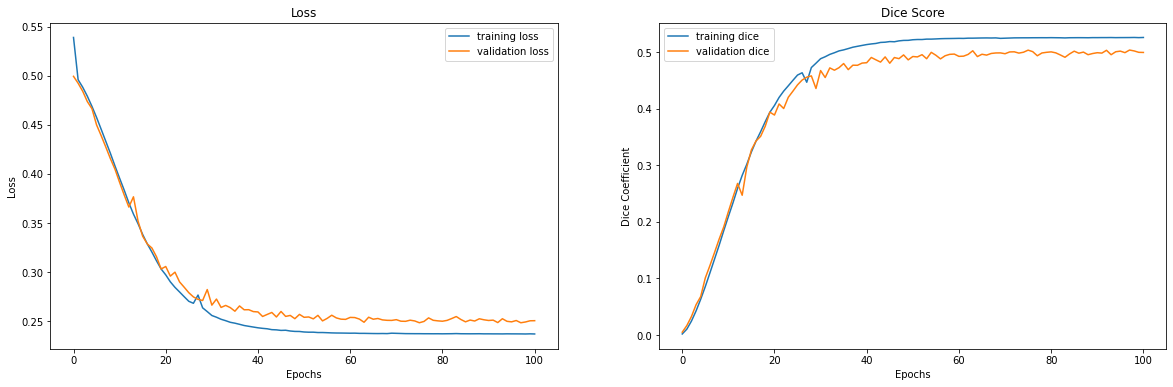 Loss
0.55
0.50
0.45
0.40
0.35
0.30
0.25
Loss
training loss
validation loss
0 20 40 60 80 100
Epochs
Dice Score
0.5
0.4
0.3
0.2
0.1
0.0
Dice Coefficient
training dice
validation dice
0 20 40 60 80 100
Epochs